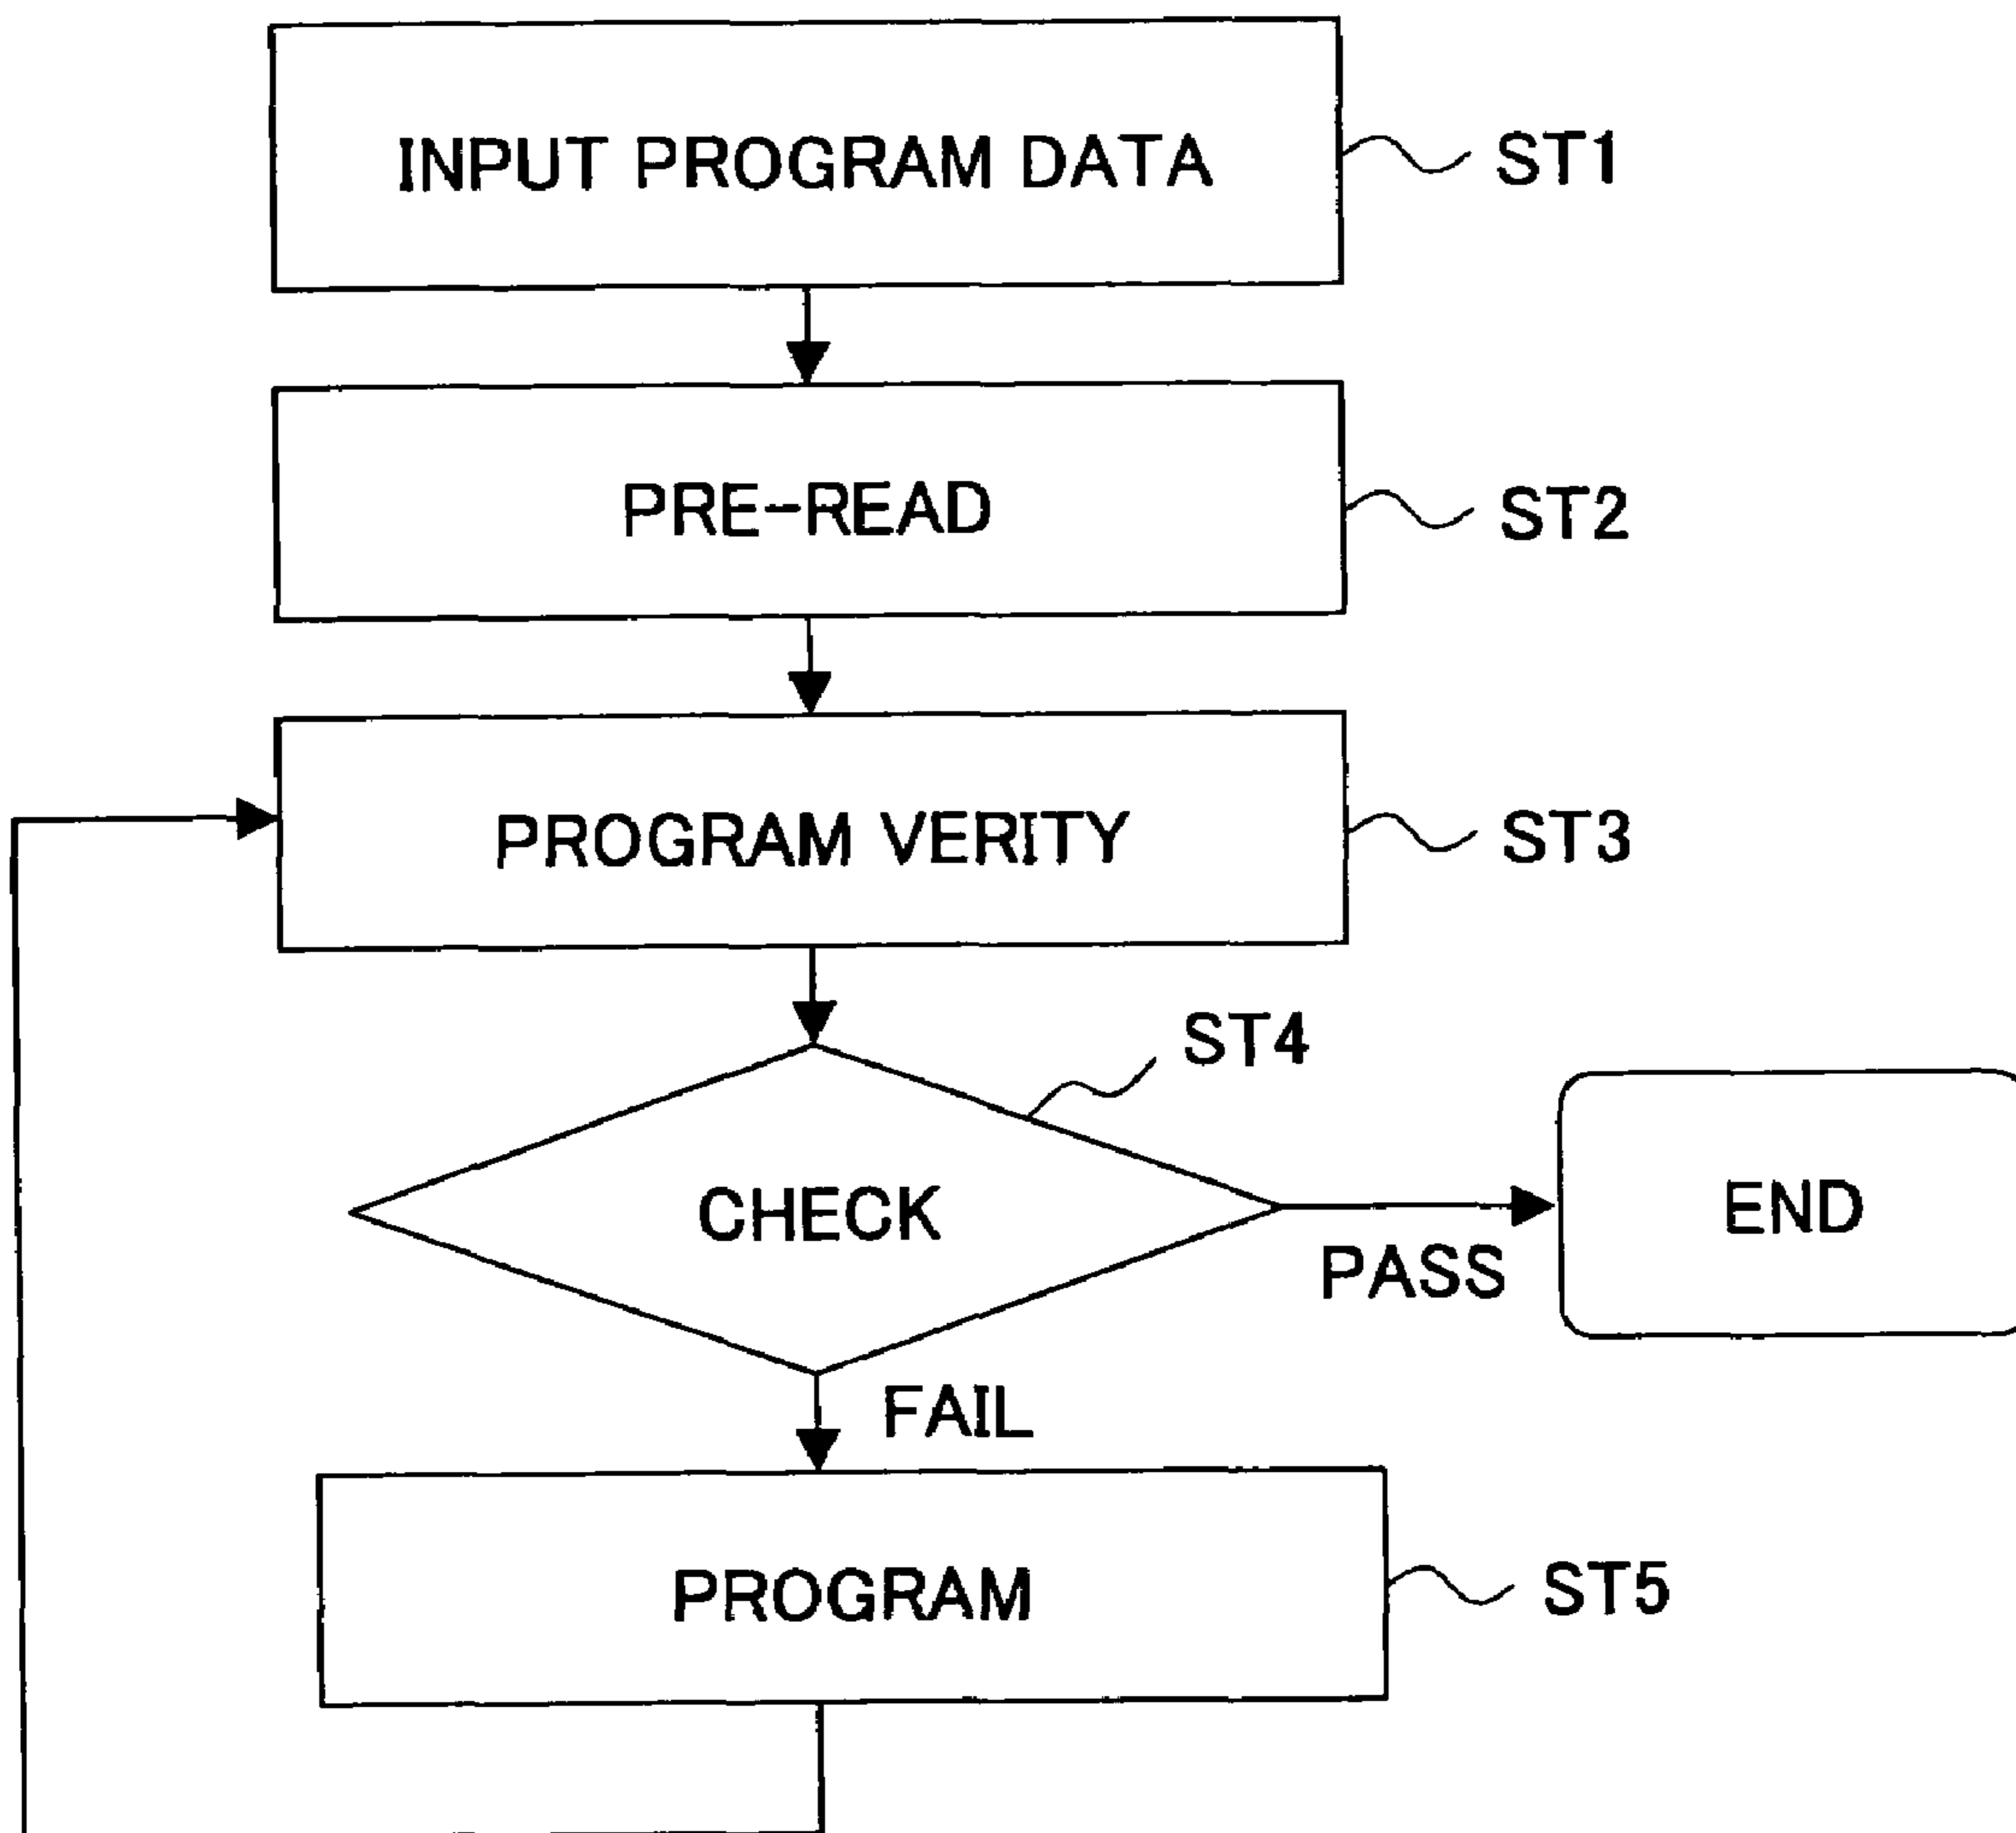 INPUT PROGRAM DATA
ST1
PRE-READ
ST2
PROGRAM VERITY
ST3
ST4
CHECK
END
PASS
FAIL
PROGRAM
ST5